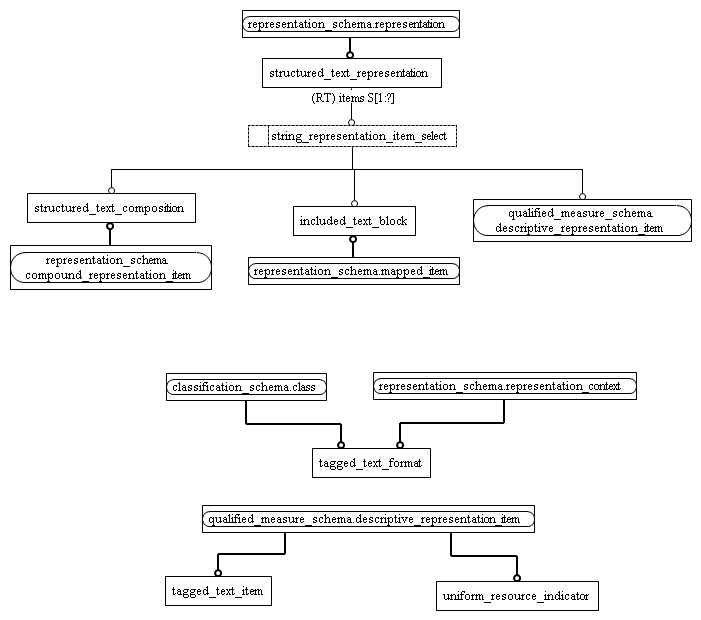 representation_schema.representation
structured_text_representation
(RT) items S[1:?]
string_representation_item_select
structured_text_composition
included_text_block
qualified_measure_schema.
descriptive_representation_item
representation_schema.
compound_representation_item
representation_schema.mapped_item
classification_schema.class
representation_schema.representation_context
tagged_text_format
qualified_measure_schema.descriptive_representation_item
tagged_text_item
uniform_resource_indicator